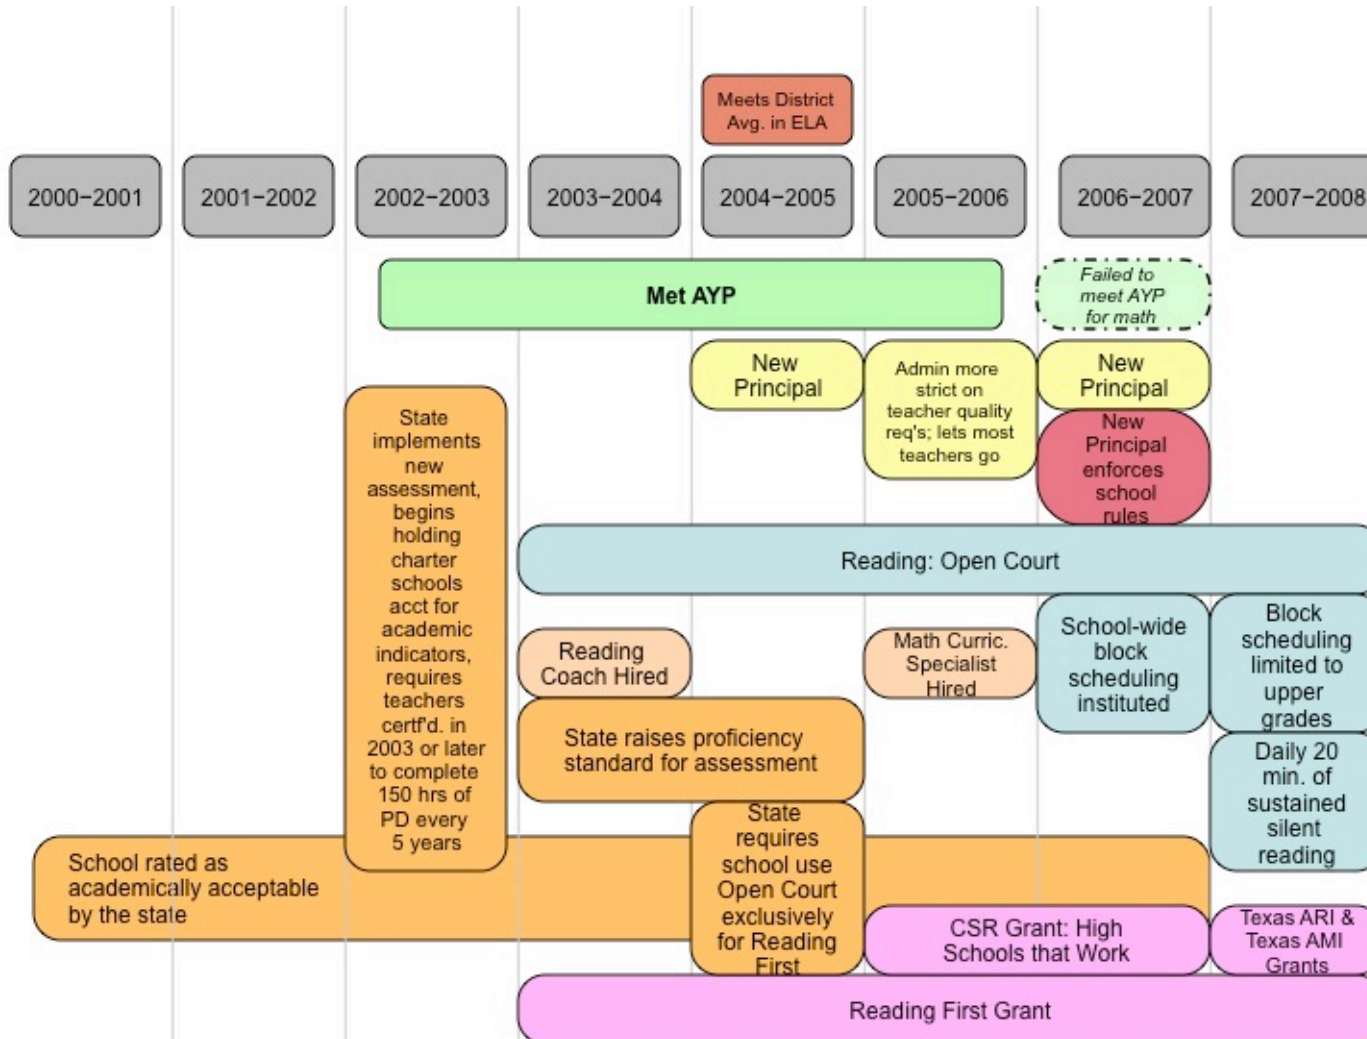 Meets District
Avg. in ELA
2000−2001
2001−2002
2002−2003
2003−2004
2004−2005
2005−2006
2006−2007
2007−2008
Met AYP
Failed to
meet AYP
for math
New
Principal
Admin more
strict on
teacher quality
req's; lets most
teachers go
New
Principal
New
Principal
enforces
school
rules
State
implements
new
assessment,
begins
holding
charter
schools
acct for
academic
indicators,
requires
teachers
certf'd. in
2003 or later
to complete
150 hrs of
PD every
5 years
Reading: Open Court
Reading
Coach Hired
Math Curric.
Specialist
Hired
School-wide
block
scheduling
instituted
Block
scheduling
limited to
upper
grades
State raises proficiency
standard for assessment
Daily 20
min. of
sustained
silent
reading
State
requires
school use
Open Court
exclusively
for Reading
First
School rated as
academically acceptable
by the state
CSR Grant: High
Schools that Work
Texas ARI &
Texas AMI
Grants
Reading First Grant